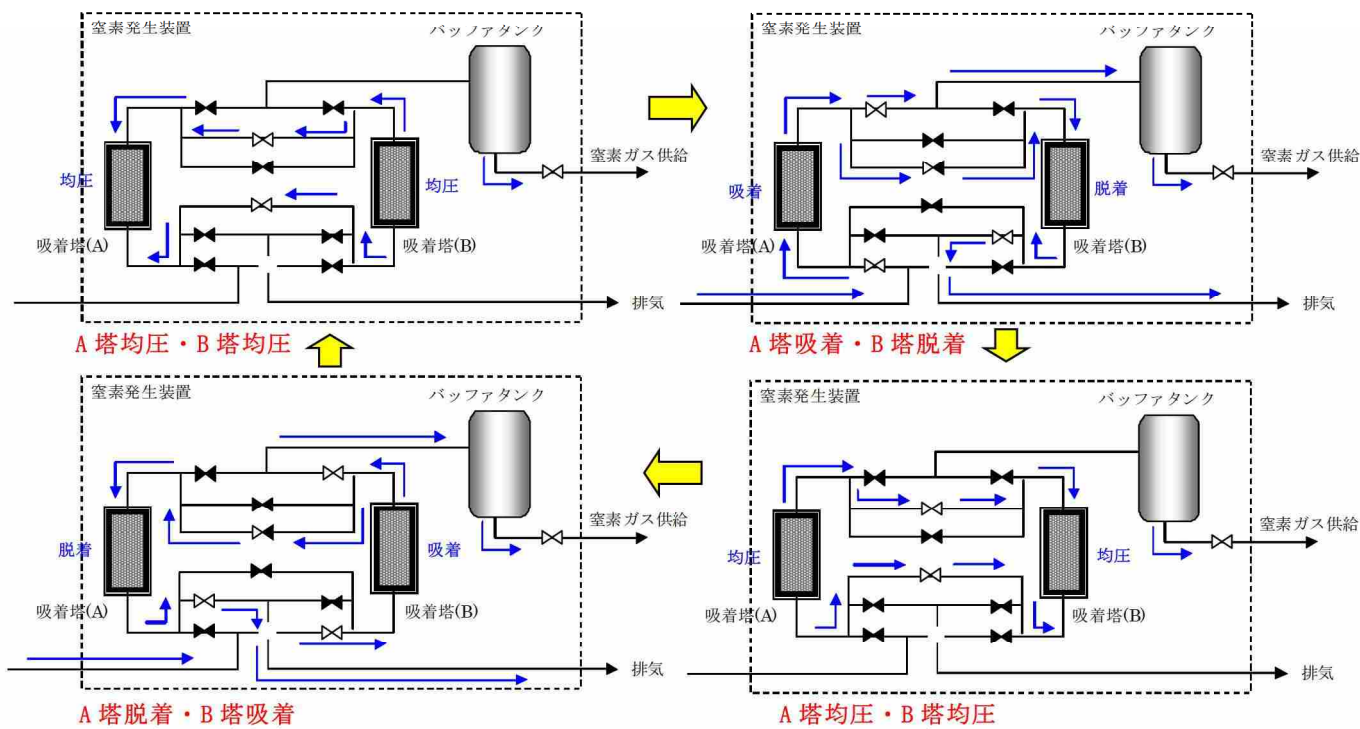 窒素発生装置
バッファタンク
窒素ガス供給
均圧
均圧
吸着塔(A)
吸着塔(B)
排気
A塔均圧・B塔均圧
窒素発生装置
バッファタンク
窒素ガス供給
吸着
脱着
吸着塔(A)
吸着塔(B)
排気
A塔吸着・B塔脱着
窒素発生装置
バッファタンク
窒素ガス供給
脱着
吸着
吸着塔(A)
吸着塔(B)
排気
A塔脱着・B塔吸着
窒素発生装置
バッファタンク
窒素ガス供給
均圧
均圧
吸着塔(A)
吸着塔(B)
排気
A塔均圧・B塔均圧